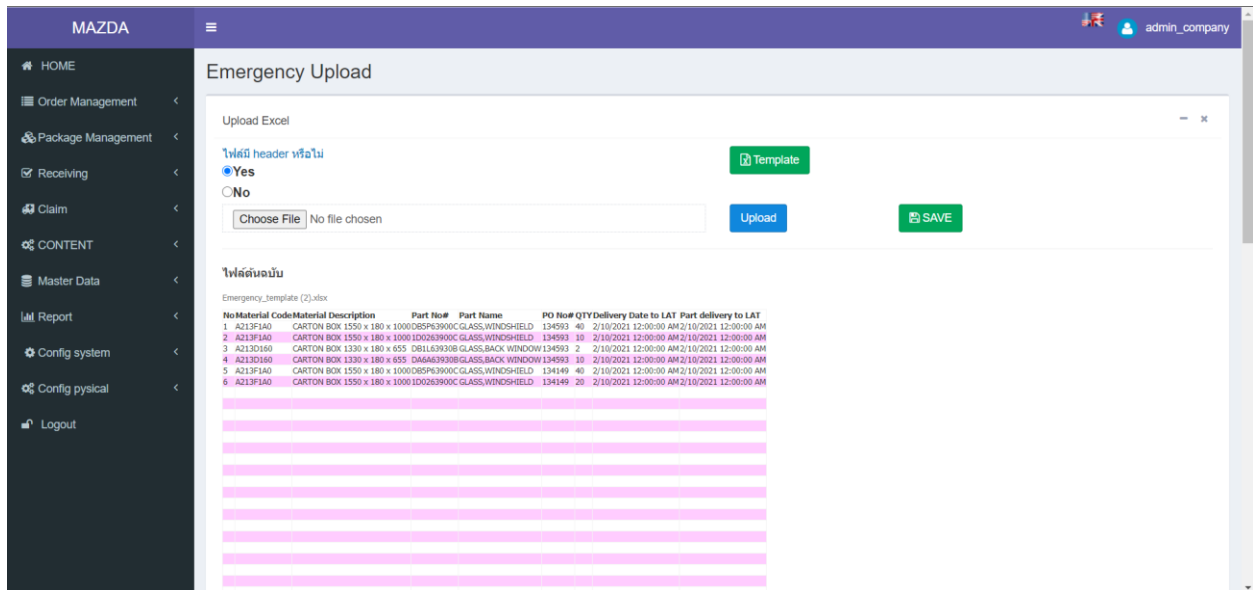 MAZDA
admin_company
HOME
Order Management
Package Management
Receiving
Claim
CONTENT
Master Data
Report
Config system
Config pysical
Logout
Emergency Upload
Upload Excel
ไฟล์มี header หรือไม่
Yes
No
Template
Choose File No file chosen
Upload
SAVE
ไฟล์ต้นฉบับ
Emergency_template (2).xlsx
No Material Code Material Description Part No# Part Name PO No# QTY Delivery Date to LAT Part delivery to LAT
1 A213F1A0 CARTON BOX 1550 x 180 x 1000 DB5P63900C GLASS,WINDSHIELD 134593 40 2/10/2021 12:00:00 AM 2/10/2021 12:00:00 AM
2 A213F1A0 CARTON BOX 1550 x 180 x 1000 1D0263900C GLASS,WINDSHIELD 134593 10 2/10/2021 12:00:00 AM 2/10/2021 12:00:00 AM
3 A213D160 CARTON BOX 1330 x 180 x 655 DB1L63930B GLASS,BACK WINDOW 134593 2 2/10/2021 12:00:00 AM 2/10/2021 12:00:00 AM
4 A213D160 CARTON BOX 1330 x 180 x 655 DA6A63930B GLASS,BACK WINDOW 134593 10 2/10/2021 12:00:00 AM 2/10/2021 12:00:00 AM
5 A213F1A0 CARTON BOX 1550 x 180 x 1000 DB5P63900C GLASS,WINDSHIELD 134149 40 2/10/2021 12:00:00 AM 2/10/2021 12:00:00 AM
6 A213F1A0 CARTON BOX 1550 x 180 x 1000 1D0263900C GLASS,WINDSHIELD 134149 20 2/10/2021 12:00:00 AM 2/10/2021 12:00:00 AM